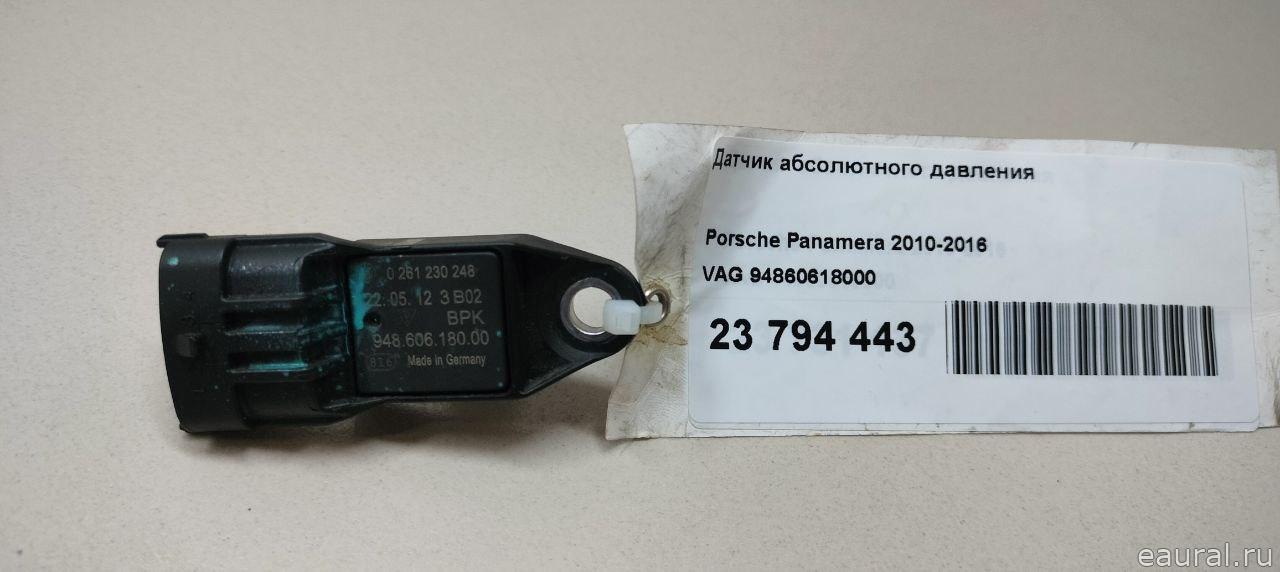 0 261 230 248
22.05.12 3 B02
BPK
948.606.180.00
816 Made in Germany
Датчик абсолютного давления
Porsche Panamera 2010-2016
VAG 94860618000
23 794 443
eaural.ru